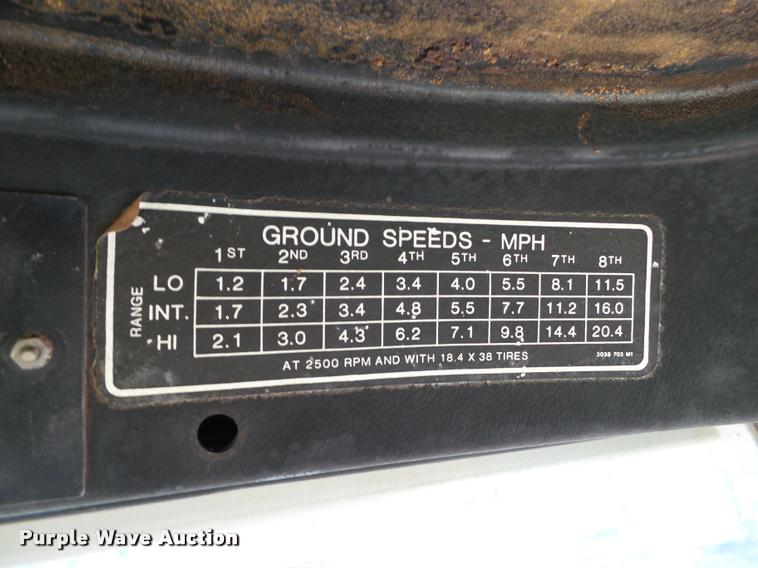 GROUND SPEEDS - MPH
1ST 2ND 3RD 4TH 5TH 6TH 7TH 8TH
RANGE
LO 1.2 1.7 2.4 3.4 4.0 5.5 8.1 11.5
INT. 1.7 2.3 3.4 4.8 5.5 7.7 11.2 16.0
HI 2.1 3.0 4.3 6.2 7.1 9.8 14.4 20.4
AT 2500 RPM AND WITH 18.4 X 38 TIRES
3038 703 M1
Purple Wave Auction